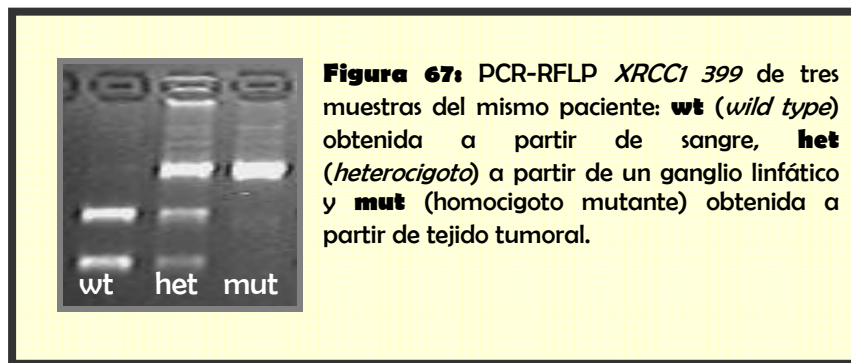 wt het mut
Figura 67: PCR-RFLP XRCC1 399 de tres
muestras del mismo paciente: wt (wild type)
obtenida a partir de sangre, het
(heterocigoto) a partir de un ganglio linfático
y mut (homocigoto mutante) obtenida a
partir de tejido tumoral.